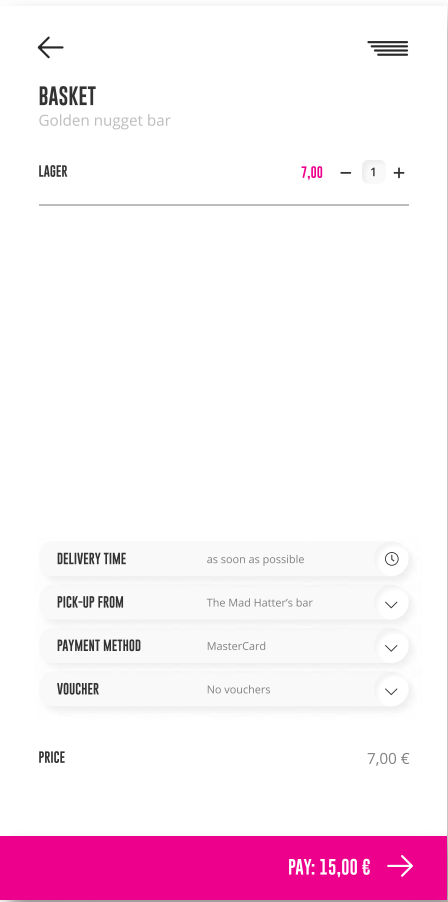 BASKET
Golden nugget bar
LAGER 7,00 1
DELIVERY TIME as soon as possible
PICK-UP FROM The Mad Hatter's bar
PAYMENT METHOD MasterCard
VOUCHER No vouchers
PRICE 7,00 €
PAY: 15,00 €